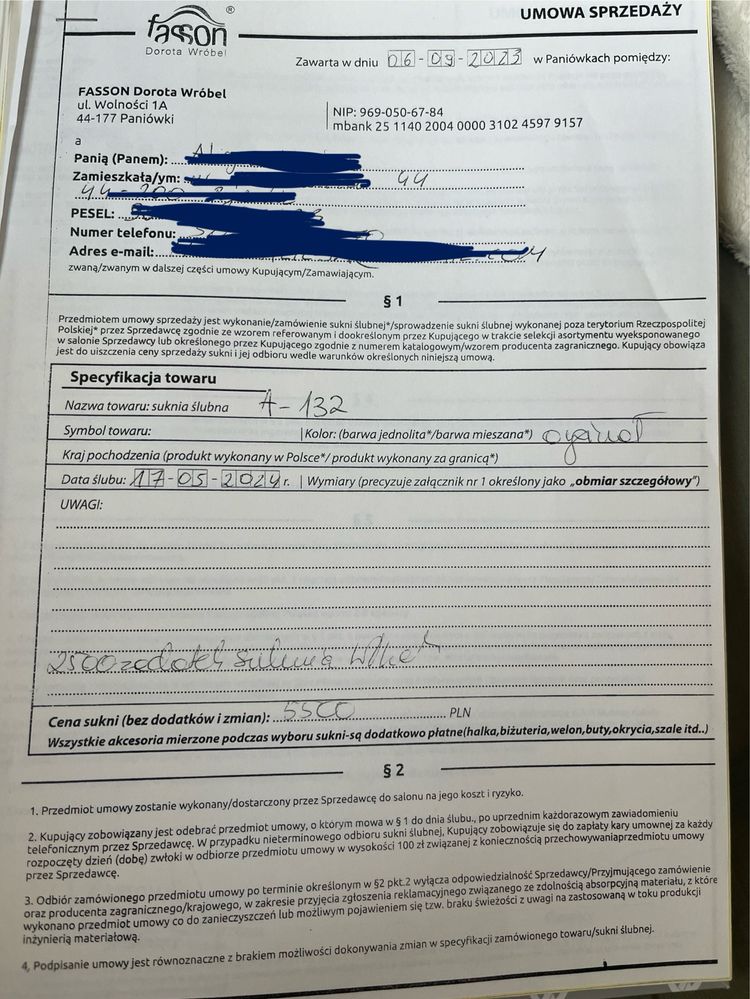 fasson ®
Dorota Wróbel
UMOWA SPRZEDAŻY
Zawarta w dniu 06-09-2023 w Paniówkach pomiędzy:
FASSON Dorota Wróbel
ul. Wolności 1A
44-177 Paniówki
NIP: 969-050-67-84
mbank 25 1140 2004 0000 3102 4597 9157
a
Panią (Panem):
Zamieszkała/ym: 44
44-200
PESEL:
Numer telefonu:
Adres e-mail:
zwaną/zwanym w dalszej części umowy Kupującym/Zamawiającym.
§ 1
Przedmiotem umowy sprzedaży jest wykonanie/zamówienie sukni ślubnej*/sprowadzenie sukni ślubnej wykonanej poza terytorium Rzeczpospolitej
Polskiej* przez Sprzedawcę zgodnie ze wzorem referowanym i dookreślonym przez Kupującego w trakcie selekcji asortymentu wyeksponowanego
w salonie Sprzedawcy lub określonego przez Kupującego zgodnie z numerem katalogowym/wzorem producenta zagranicznego. Kupujący obowiąza
jest do uiszczenia ceny sprzedaży sukni i jej odbioru wedle warunków określonych niniejszą umową.
Specyfikacja towaru
Nazwa towaru: suknia ślubna A-132
Symbol towaru: | Kolor: (barwa jednolita*/barwa mieszana*)
Kraj pochodzenia (produkt wykonany w Polsce*/ produkt wykonany za granicą*)
Data ślubu: 17-05-2024 r. | Wymiary (precyzuje załącznik nr 1 określony jako „obmiar szczegółowy")
UWAGI:
2500 zadatek
Cena sukni (bez dodatków i zmian): 5500 PLN
Wszystkie akcesoria mierzone podczas wyboru sukni-są dodatkowo płatne(halka,biżuteria,welon,buty,okrycia,szale itd..)
§ 2
1. Przedmiot umowy zostanie wykonany/dostarczony przez Sprzedawcę do salonu na jego koszt i ryzyko.
2. Kupujący zobowiązany jest odebrać przedmiot umowy, o którym mowa w § 1 do dnia ślubu, po uprzednim każdorazowym zawiadomieniu
telefonicznym przez Sprzedawcę. W przypadku nieterminowego odbioru sukni ślubnej, Kupujący zobowiązuje się do zapłaty kary umownej za każdy
rozpoczęty dzień (dobę) zwłoki w odbiorze przedmiotu umowy w wysokości 100 zł związanej z koniecznością przechowywaniaprzedmiotu umowy
przez Sprzedawcę.
3. Odbiór zamówionego przedmiotu umowy po terminie określonym w §2 pkt.2 wyłącza odpowiedzialność Sprzedawcy/Przyjmującego zamówienie
oraz producenta zagranicznego/krajowego, w zakresie przyjęcia zgłoszenia reklamacyjnego związanego ze zdolnością absorpcyjną materiału, z które
wykonano przedmiot umowy co do zanieczyszczeń lub możliwym pojawieniem się tzw. braku świeżości z uwagi na zastosowaną w toku produkcji
inżynierią materiałową.
4, Podpisanie umowy jest równoznaczne z brakiem możliwości dokonywania zmian w specyfikacji zamówionego towaru/sukni ślubnej.